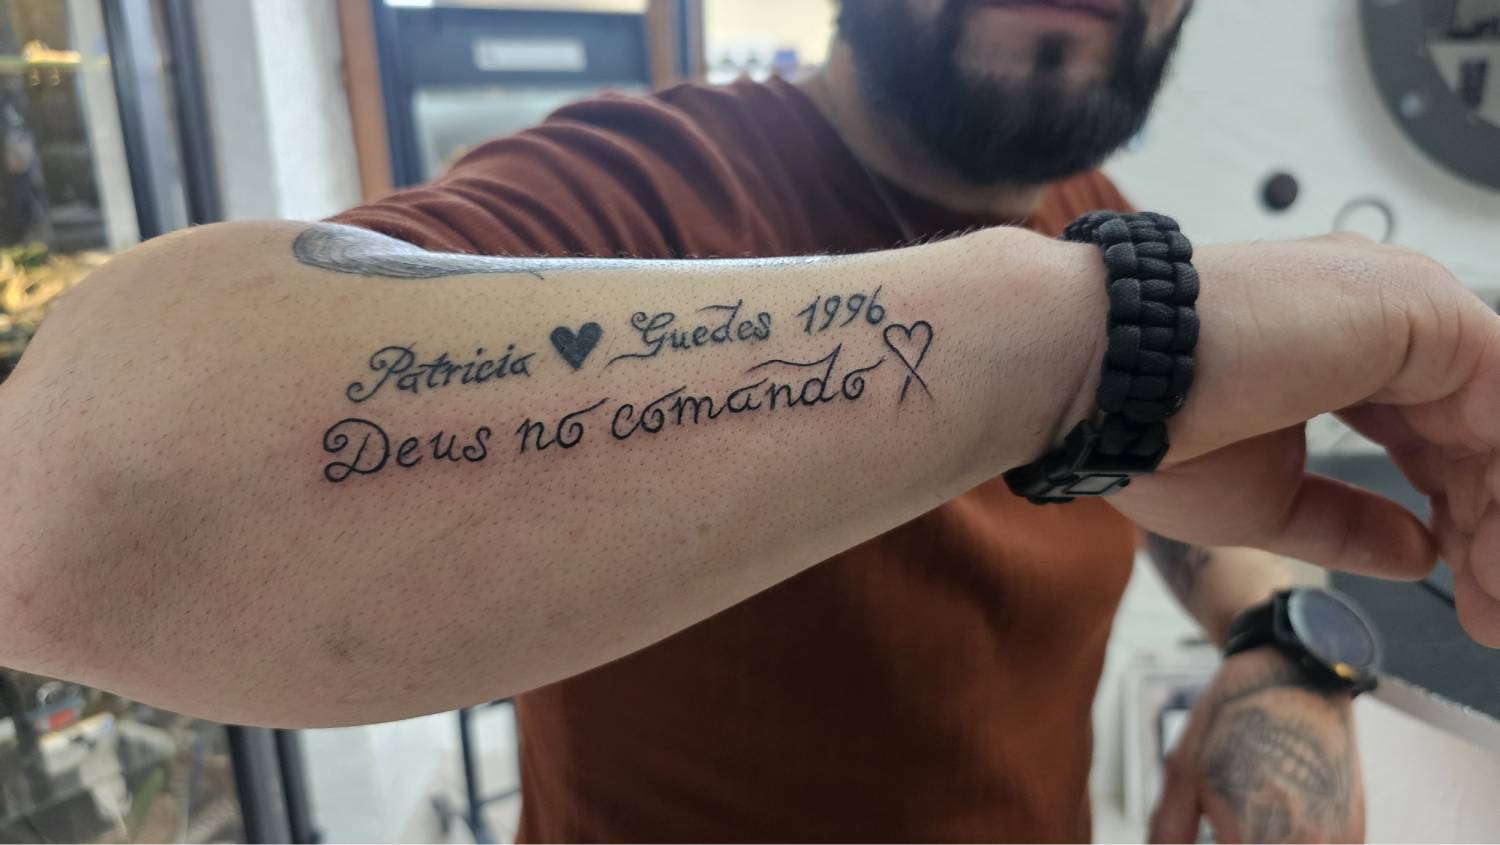 Patricia ♥ Guedes 1996
Deus no comando